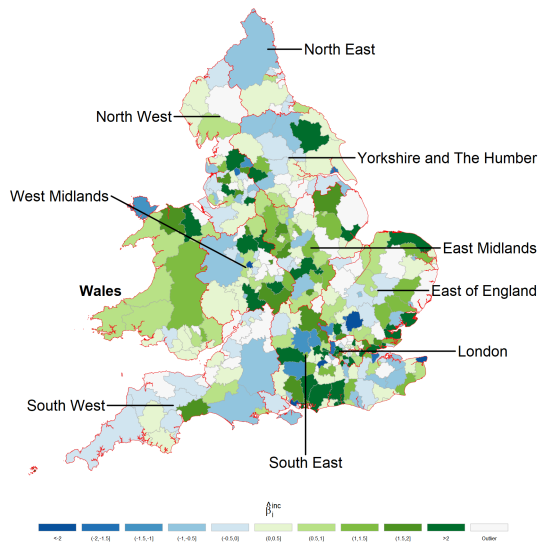 North East
North West
Yorkshire and The Humber
West Midlands
East Midlands
Wales
East of England
London
South West
South East
β̂ᵢⁱⁿᶜ
<-2 (-2,-1.5] (-1.5,-1] (-1,-0.5] (-0.5,0] (0,0.5] (0.5,1] (1,1.5] (1.5,2] >2 Outlier